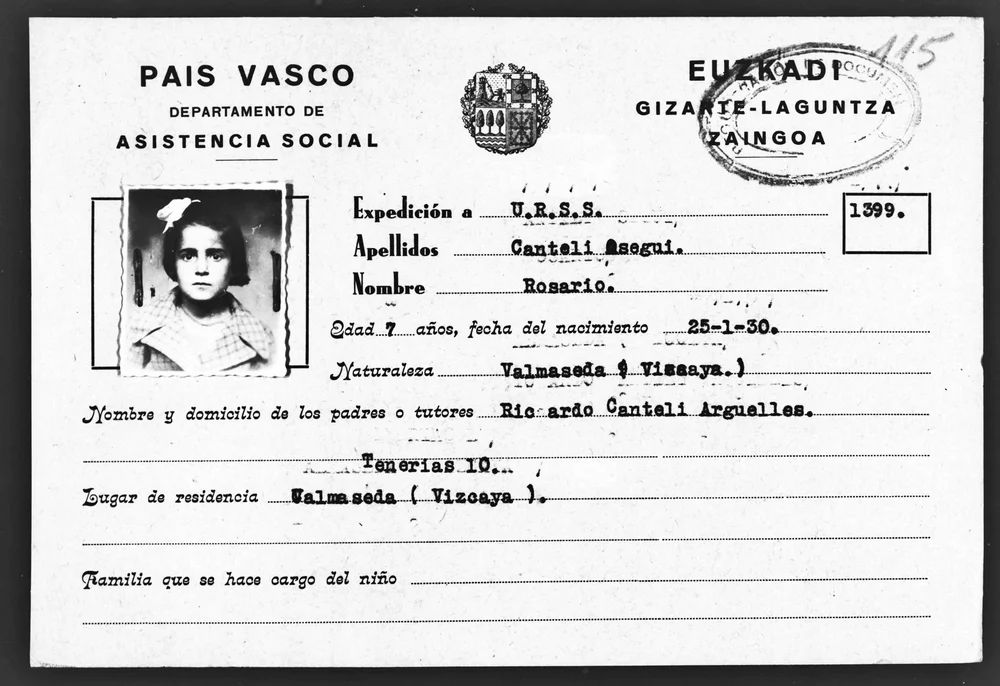 115
PAIS VASCO
DEPARTAMENTO DE
ASISTENCIA SOCIAL
EUZKADI
GIZARTE-LAGUNTZA
ZAINGOA
Expedición a U.R.S.S.
1399.
Apellidos Canteli Asegui.
Nombre Rosario.
Edad 7 años, fecha del nacimiento 25-1-30.
Naturaleza Valmaseda ( Vizcaya.)
Nombre y domicilio de los padres o tutores Ricardo Canteli Arguelles.
Tenerias 10.
Lugar de residencia Valmaseda ( Vizcaya ).
Familia que se hace cargo del niño